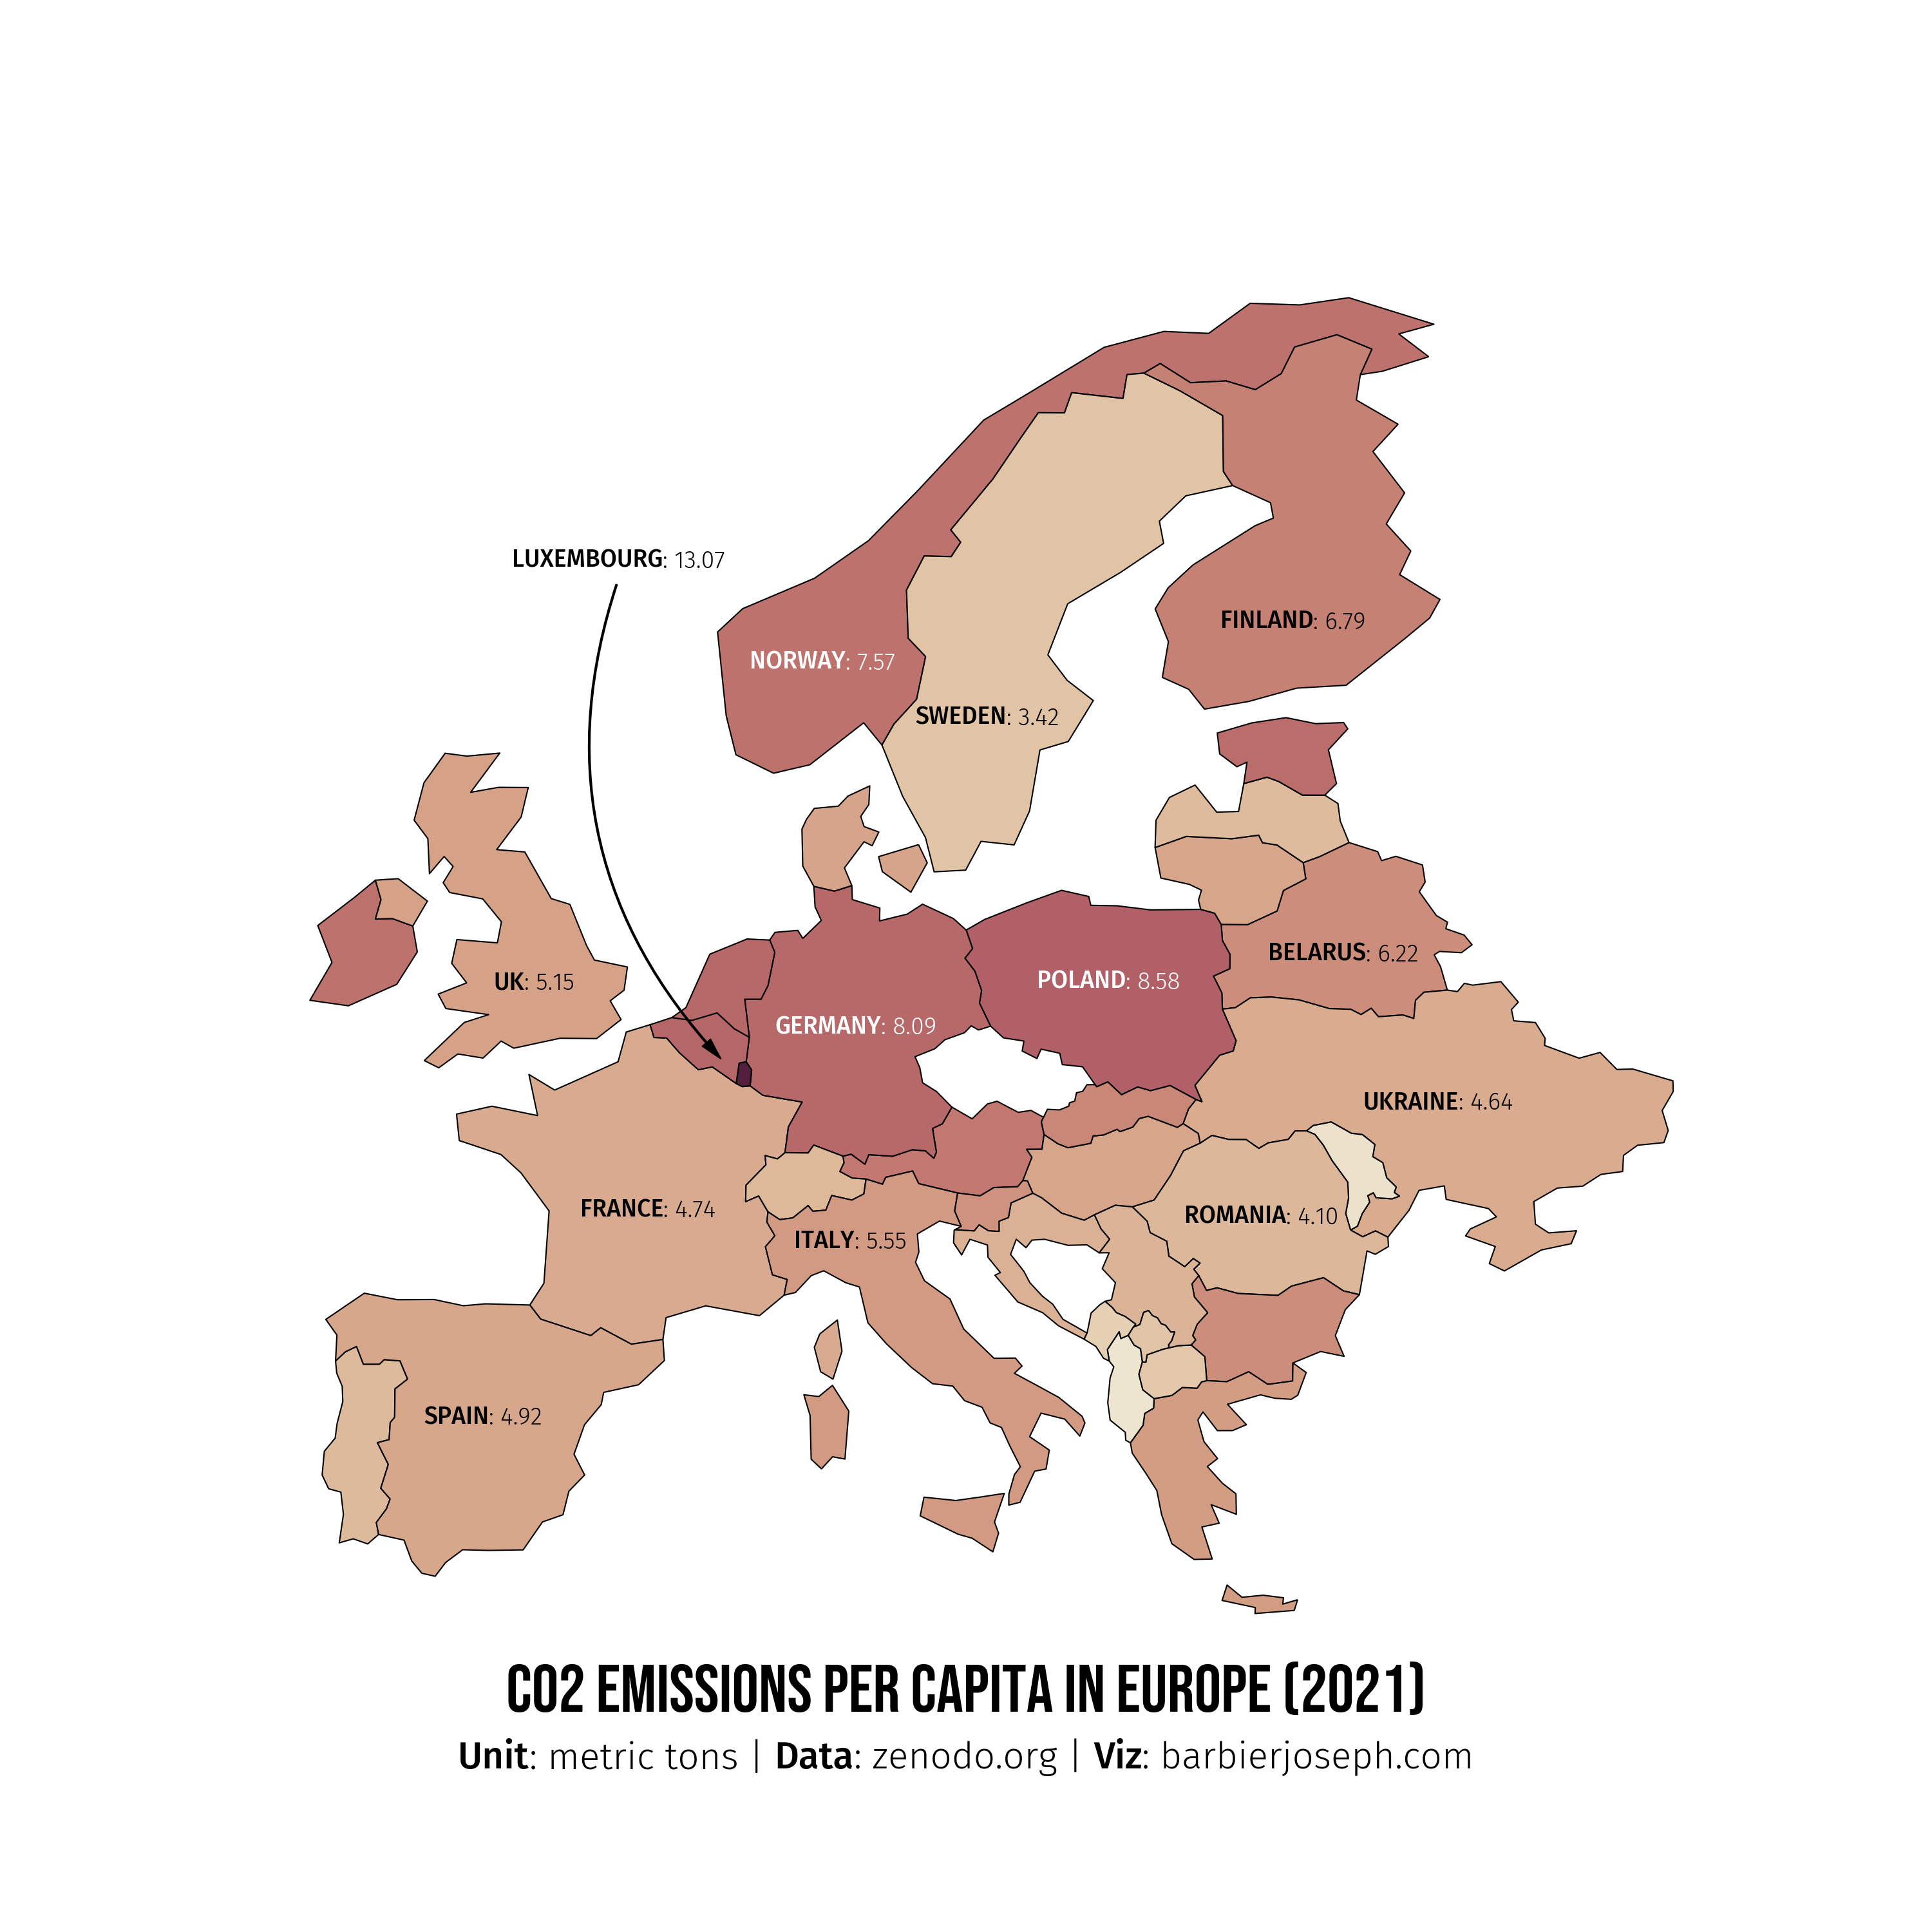 LUXEMBOURG: 13.07
FINLAND: 6.79
NORWAY: 7.57
SWEDEN: 3.42
BELARUS: 6.22
POLAND: 8.58
UK: 5.15
GERMANY: 8.09
UKRAINE: 4.64
FRANCE: 4.74
ROMANIA: 4.10
ITALY: 5.55
SPAIN: 4.92
CO2 EMISSIONS PER CAPITA IN EUROPE (2021)
Unit: metric tons | Data: zenodo.org | Viz: barbierjoseph.com